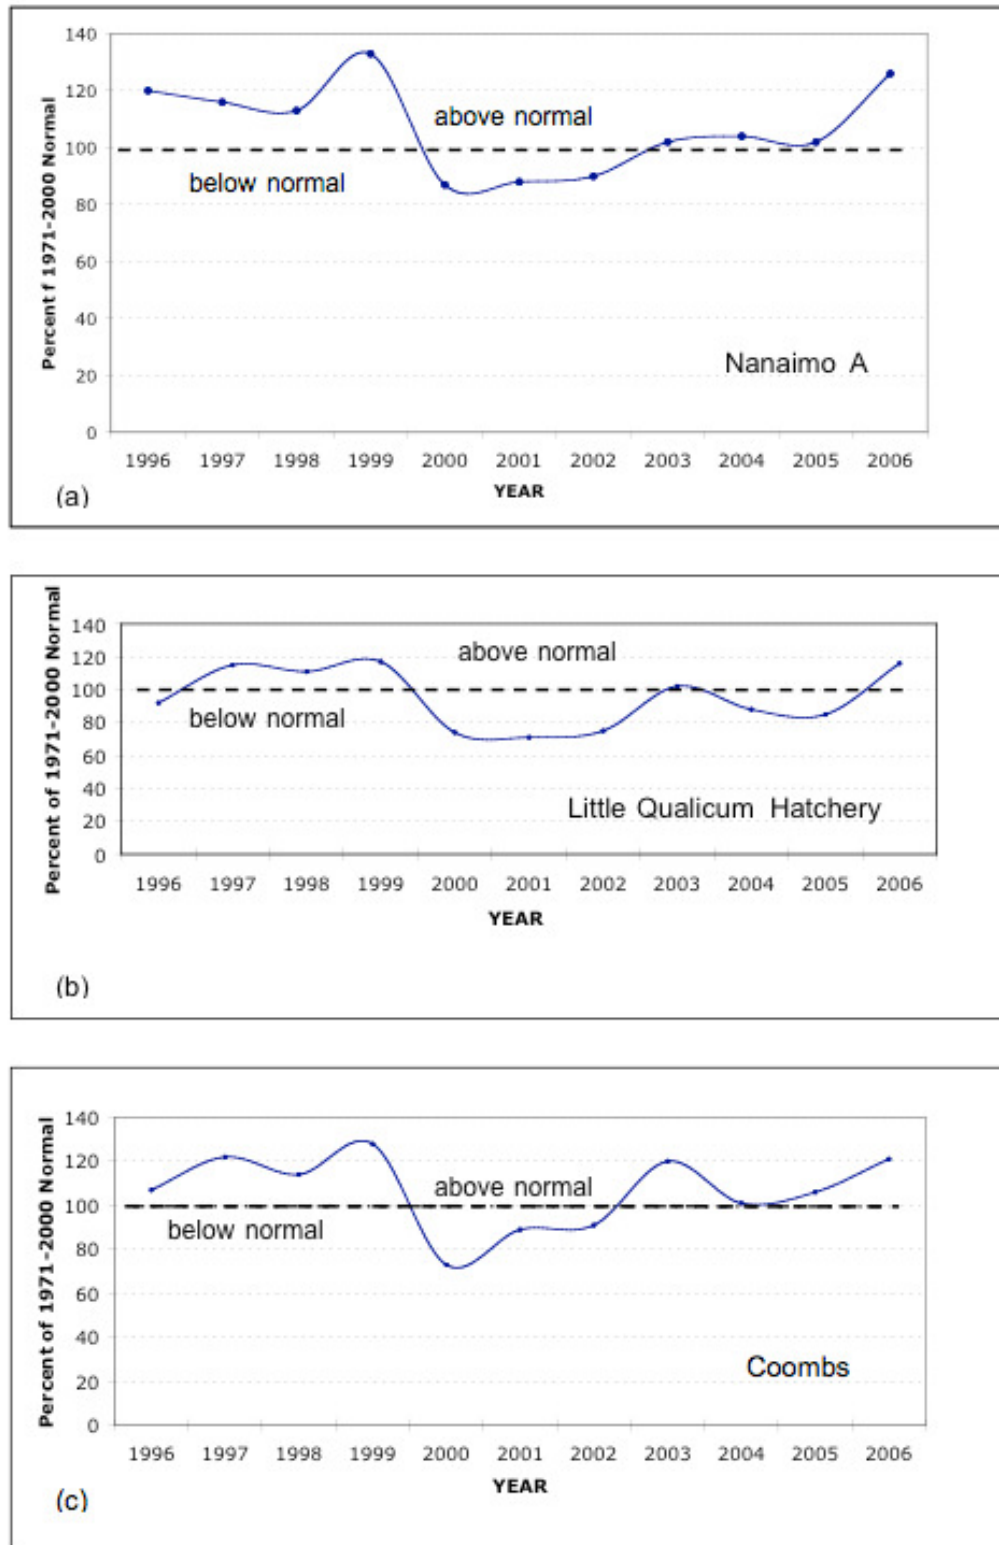 140
120
100
80
60
40
20
0
Percent f 1971-2000 Normal
above normal
below normal
Nanaimo A
1996 1997 1998 1999 2000 2001 2002 2003 2004 2005 2006
YEAR
(a)
140
120
100
80
60
40
20
0
Percent of 1971-2000 Normal
above normal
below normal
Little Qualicum Hatchery
1996 1997 1998 1999 2000 2001 2002 2003 2004 2005 2006
YEAR
(b)
140
120
100
80
60
40
20
0
Percent of 1971-2000 Normal
above normal
below normal
Coombs
1996 1997 1998 1999 2000 2001 2002 2003 2004 2005 2006
YEAR
(c)